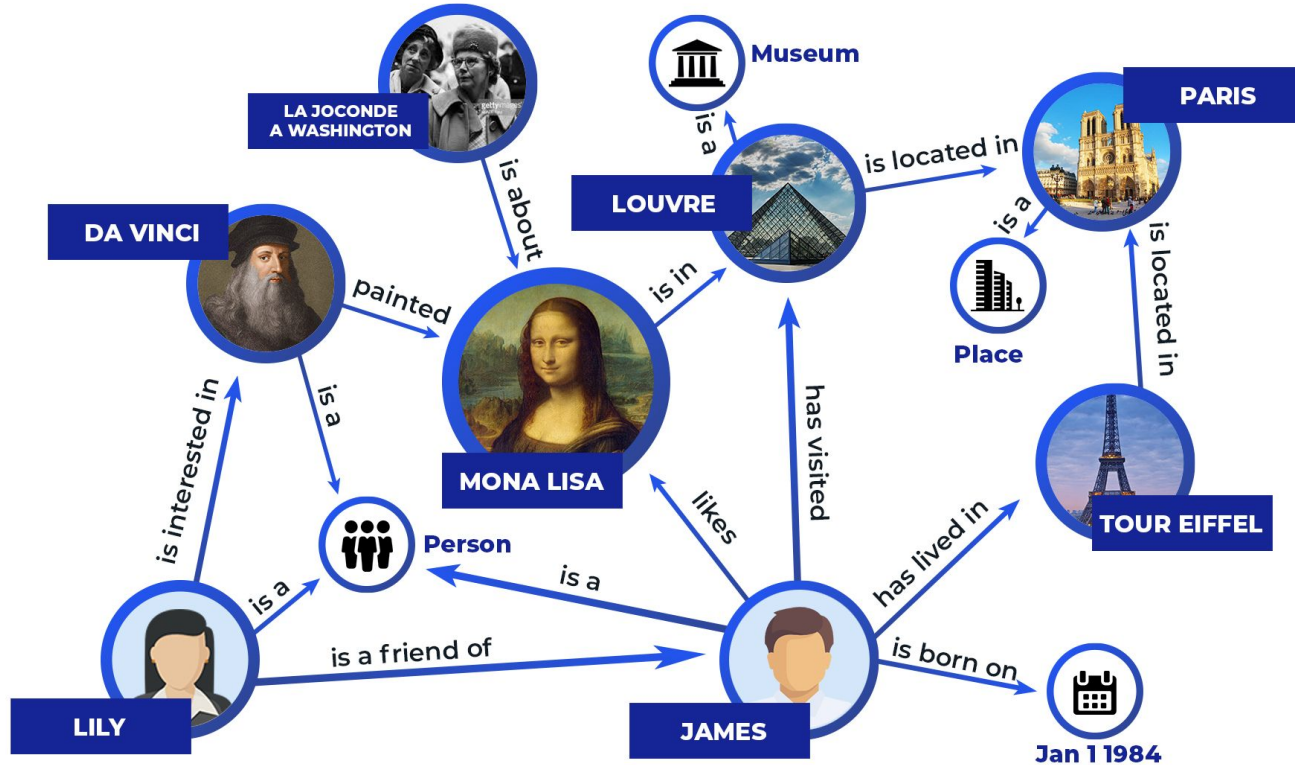 LA JOCONDE
A WASHINGTON
gettyimages
Museum
PARIS
is a
is located in
LOUVRE
is about
DA VINCI
is a
is located in
painted
is in
Place
is interested in
is a
MONA LISA
likes
has visited
has lived in
TOUR EIFFEL
Person
is a
is a
is a friend of
is born on
LILY
JAMES
Jan 1 1984